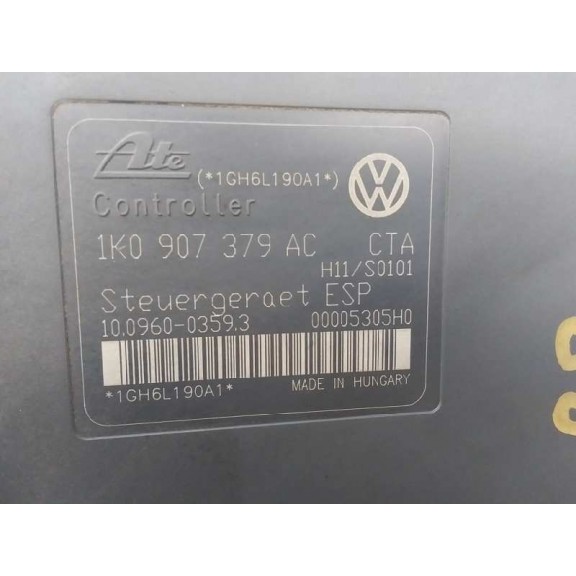 Ate (*1GH6L190A1*)
Controller
1K0 907 379 AC CTA
H11/S0101
Steuergeraet ESP
10.0960-0359.3 00005305H0
*1GH6L190A1* MADE IN HUNGARY